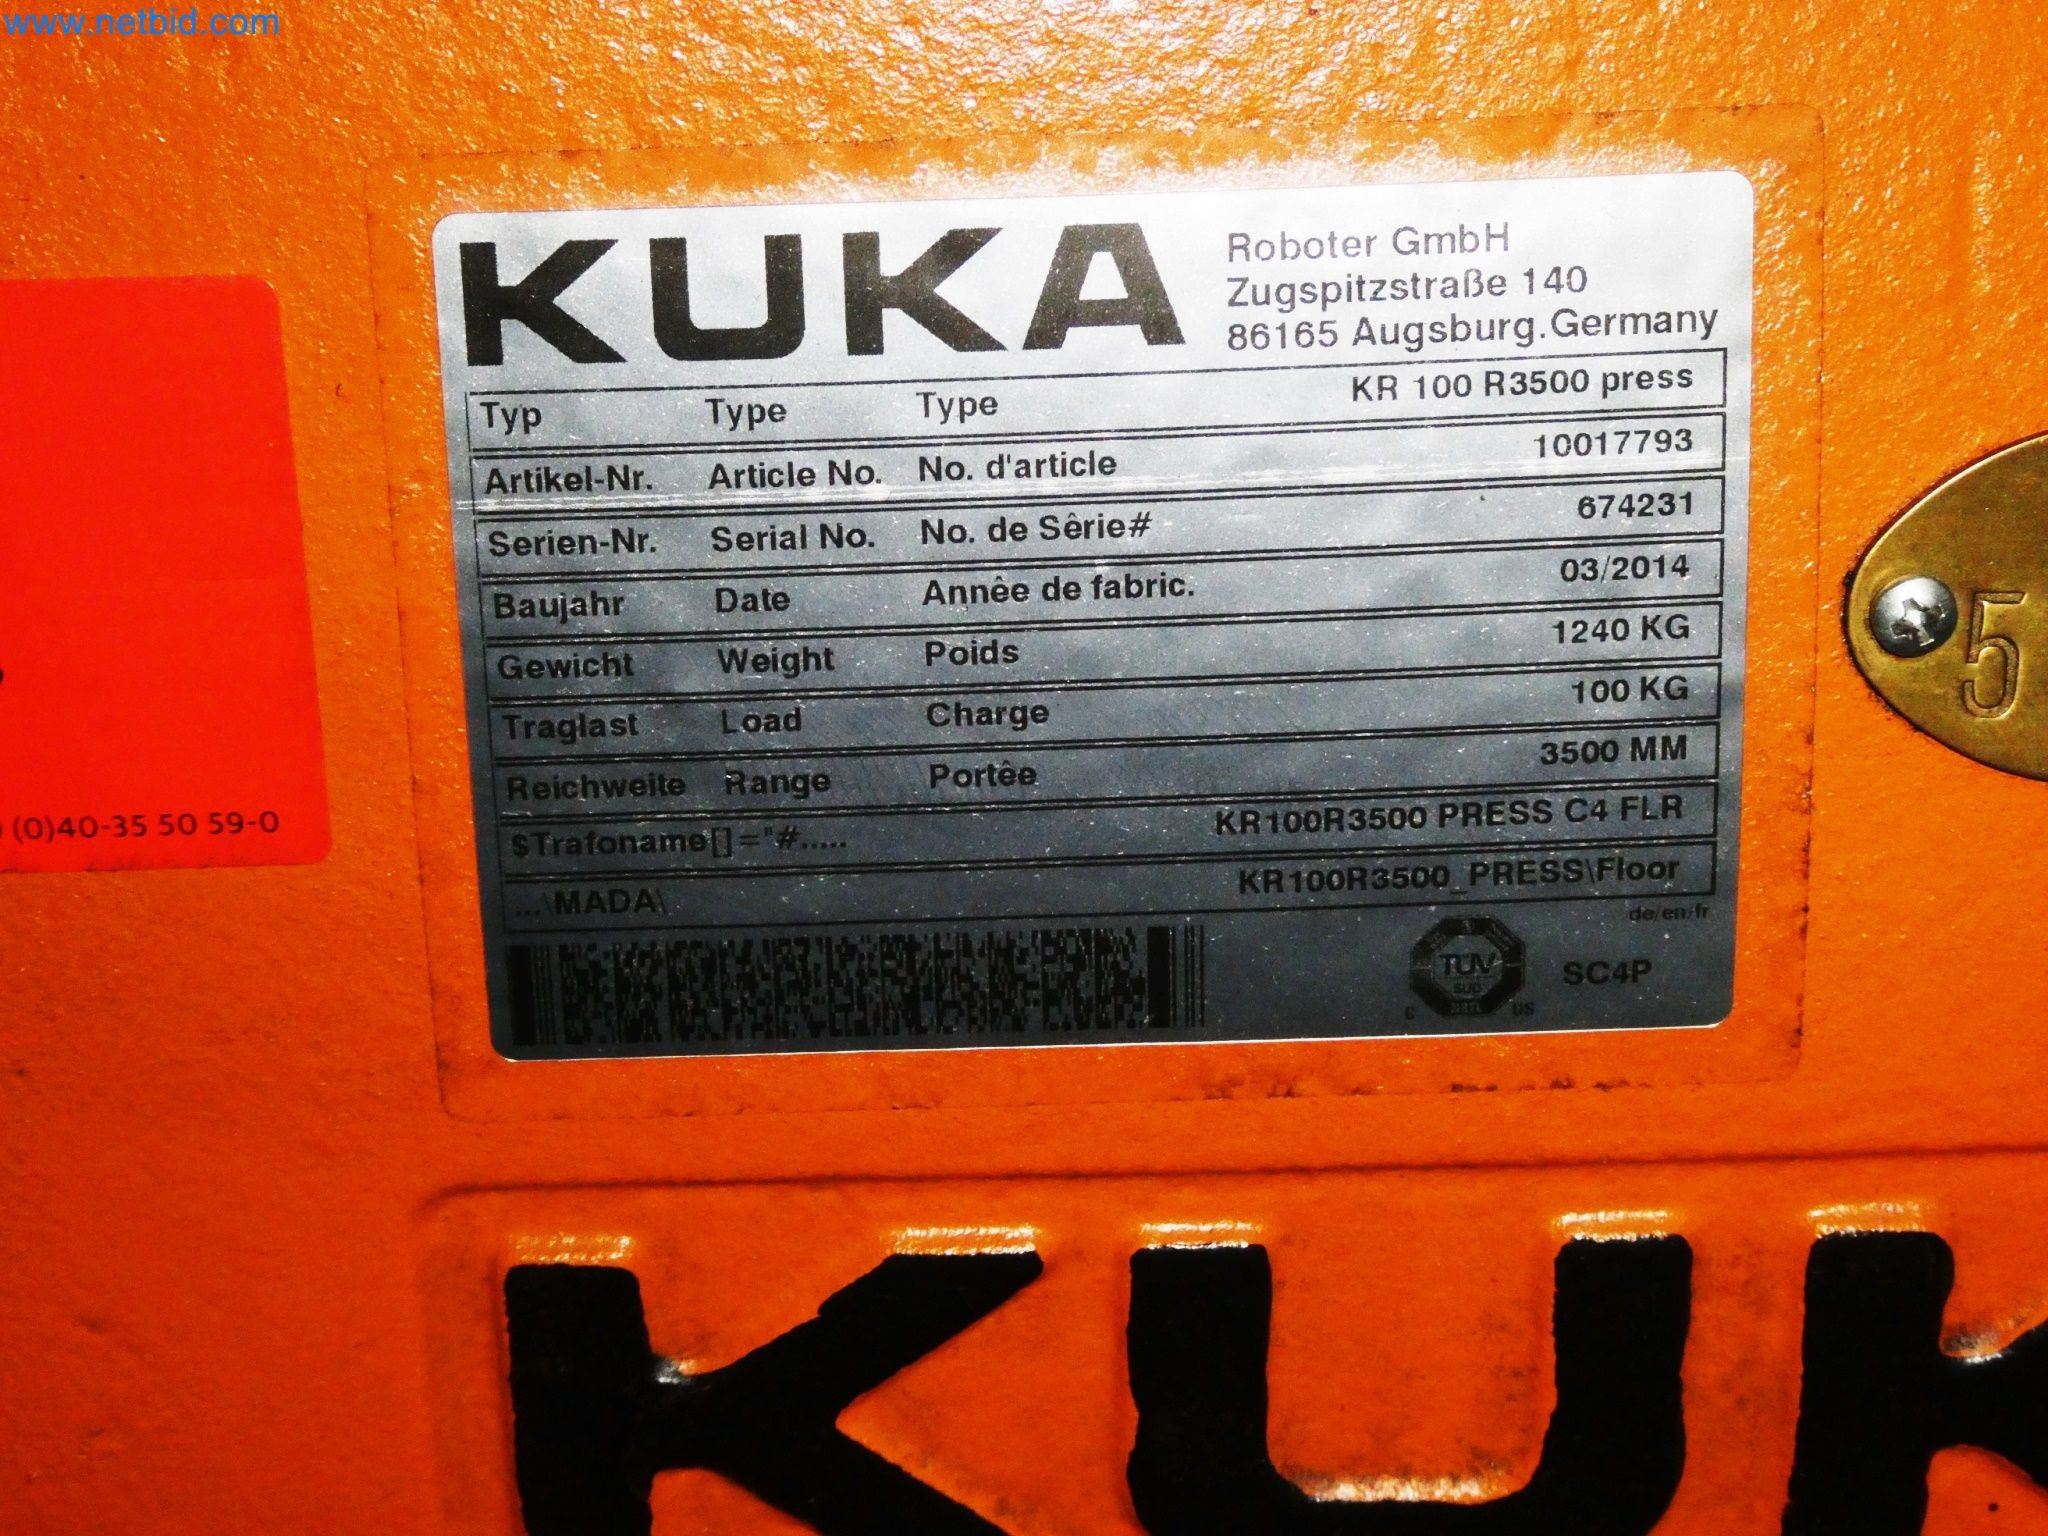 www.netbid.com
KUKA
Roboter GmbH
Zugspitzstraße 140
86165 Augsburg.Germany
Typ Type Type KR 100 R3500 press
Artikel-Nr. Article No. No. d'article 10017793
Serien-Nr. Serial No. No. de Sêrie# 674231
Baujahr Date Annêe de fabric. 03/2014
Gewicht Weight Poids 1240 KG
Traglast Load Charge 100 KG
Reichweite Range Portêe 3500 MM
$Trafoname[]="#..... KR100R3500 PRESS C4 FLR
...\MADA\ KR100R3500_PRESS\Floor
de/en/fr
TÜV
SÜD
C US
SC4P
5
(0)40-35 50 59-0
KUK